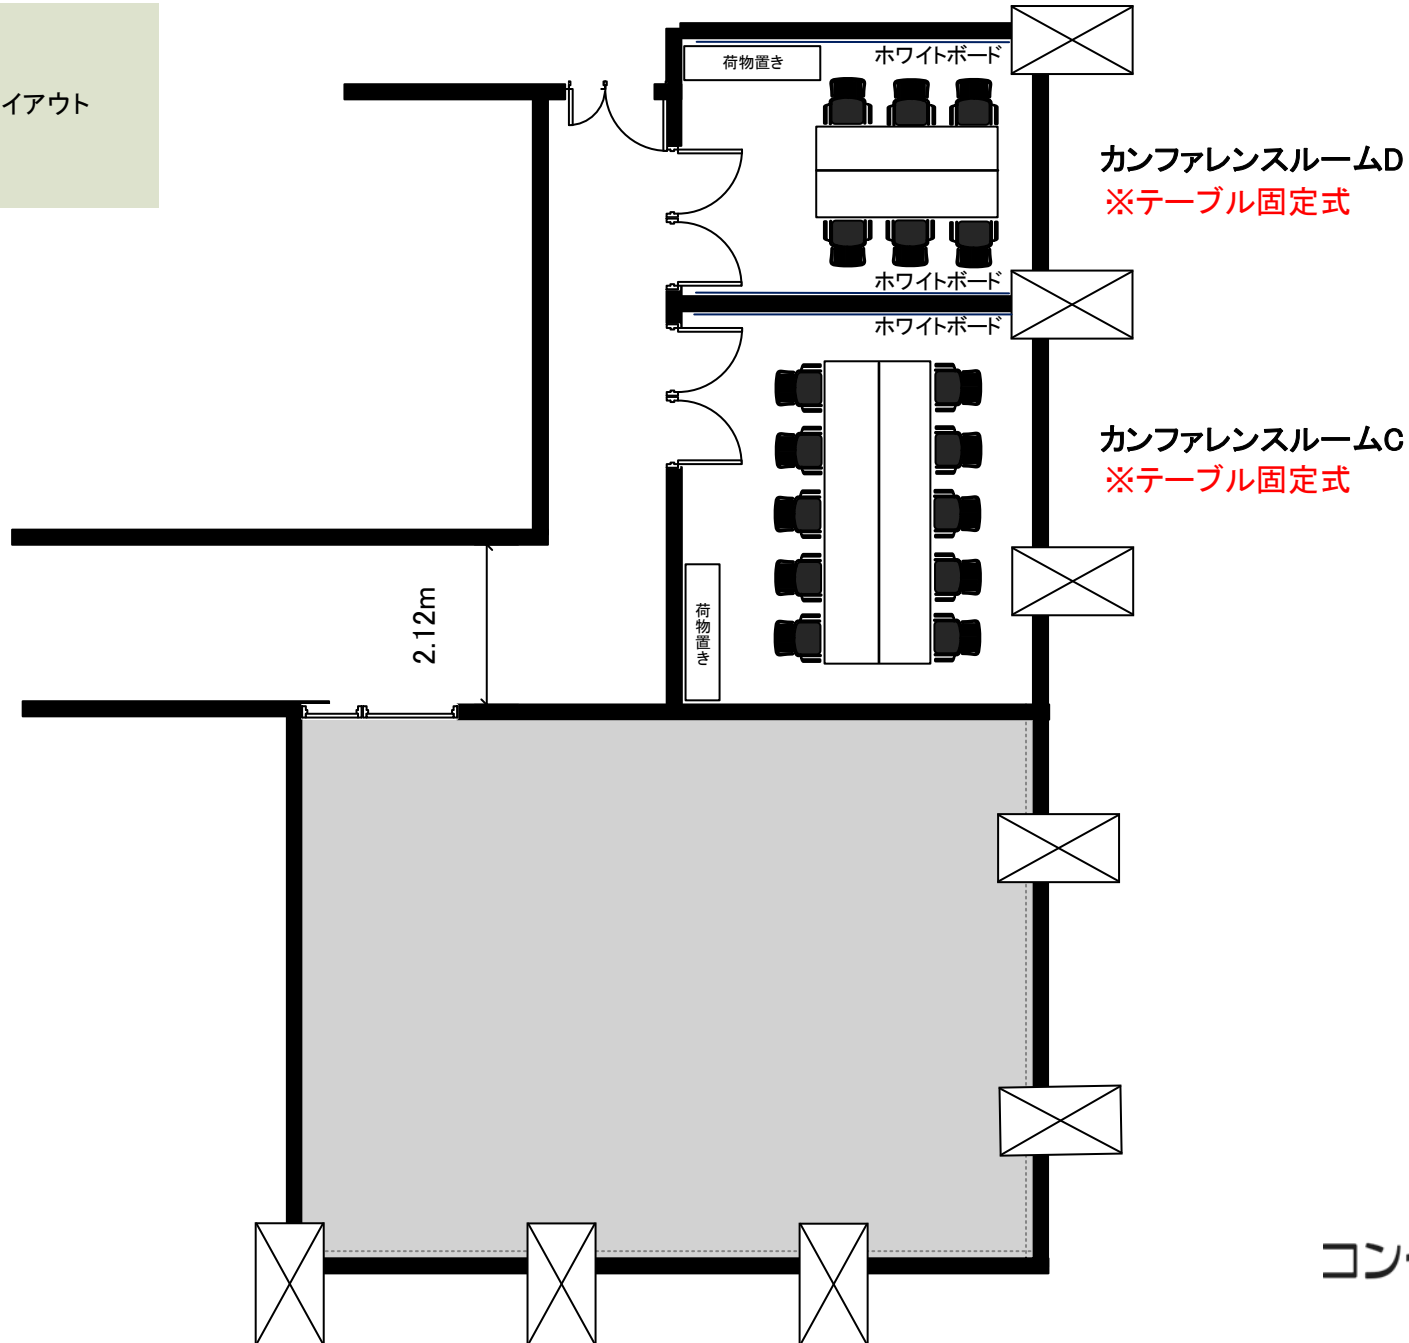 イアウト
荷物置き
ホワイトボード
カンファレンスルームD
※テーブル固定式
ホワイトボード
ホワイトボード
カンファレンスルームC
※テーブル固定式
2.12m
荷物置き
コン